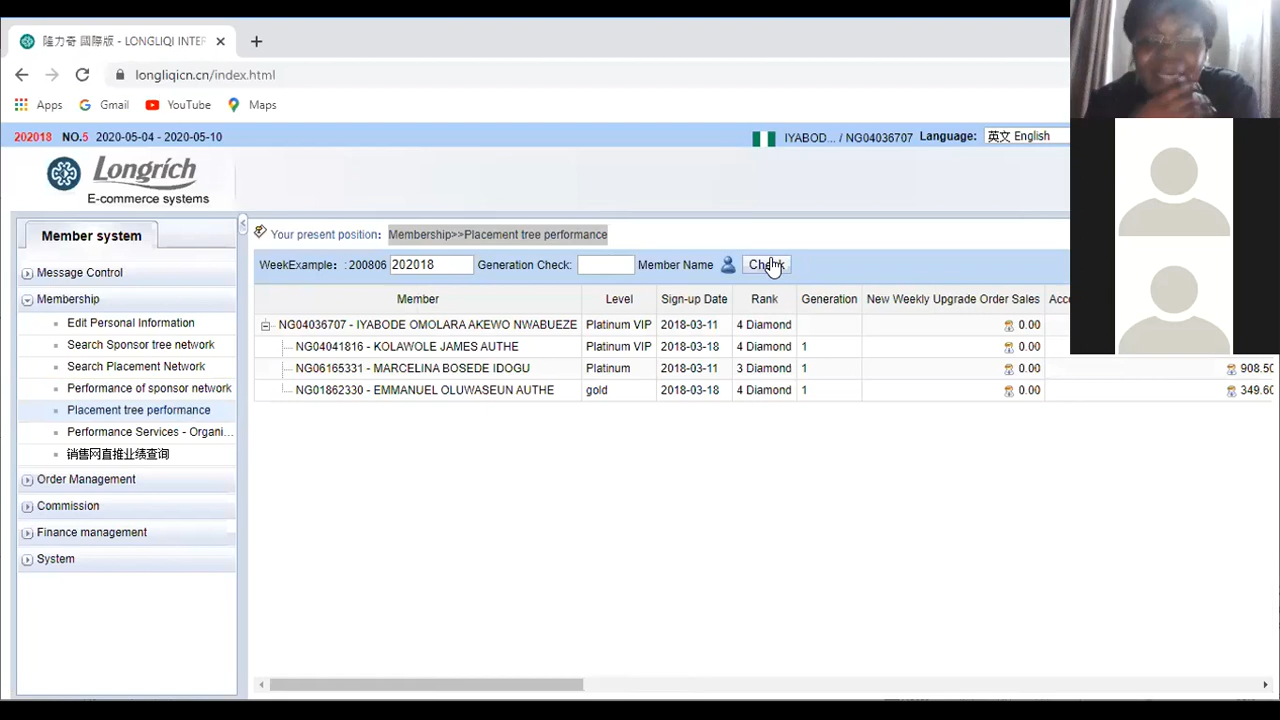 隆力奇 國際版 - LONGLIQI INTER
longliqicn.cn/index.html
Apps Gmail YouTube Maps
202018 NO.5 2020-05-04 - 2020-05-10 IYABOD... / NG04036707 Language: 英文 English
Longrích
E-commerce systems
Member system
Your present position: Membership>>Placement tree performance
WeekExample：:200806 202018 Generation Check: Member Name Check
Message Control
Membership
Edit Personal Information
Search Sponsor tree network
Search Placement Network
Performance of sponsor network
Placement tree performance
Performance Services - Organi...
销售网直推业绩查询
Order Management
Commission
Finance management
System
Member Level Sign-up Date Rank Generation New Weekly Upgrade Order Sales
NG04036707 - IYABODE OMOLARA AKEWO NWABUEZE Platinum VIP 2018-03-11 4 Diamond 0.00
NG04041816 - KOLAWOLE JAMES AUTHE Platinum VIP 2018-03-18 4 Diamond 1 0.00
NG06165331 - MARCELINA BOSEDE IDOGU Platinum 2018-03-11 3 Diamond 1 0.00 908.50
NG01862330 - EMMANUEL OLUWASEUN AUTHE gold 2018-03-18 4 Diamond 1 0.00 349.60